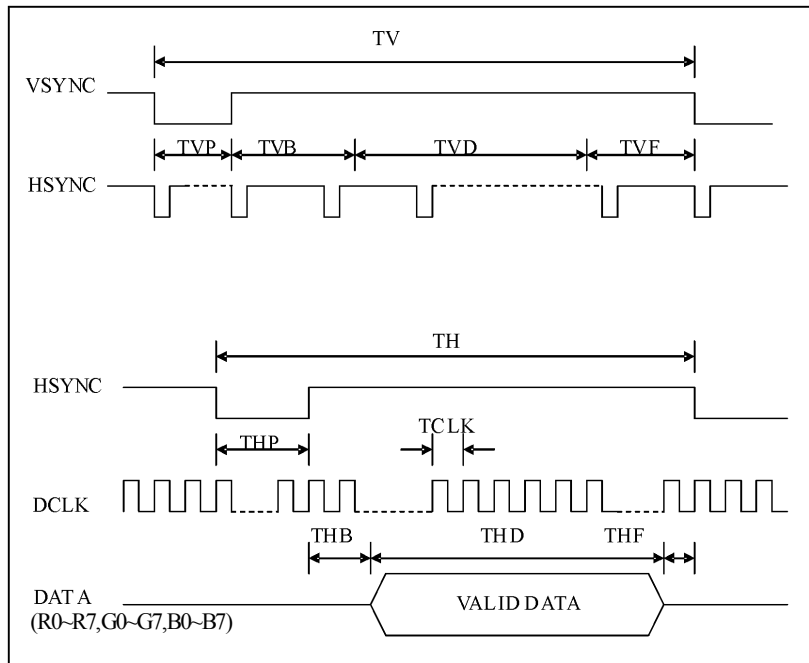 TV
VSYNC
TVP TVB TVD TVF
HSYNC
TH
HSYNC
TCLK
THP
DCLK
THB THD THF
DATA VALID DATA
(R0~R7,G0~G7,B0~B7)